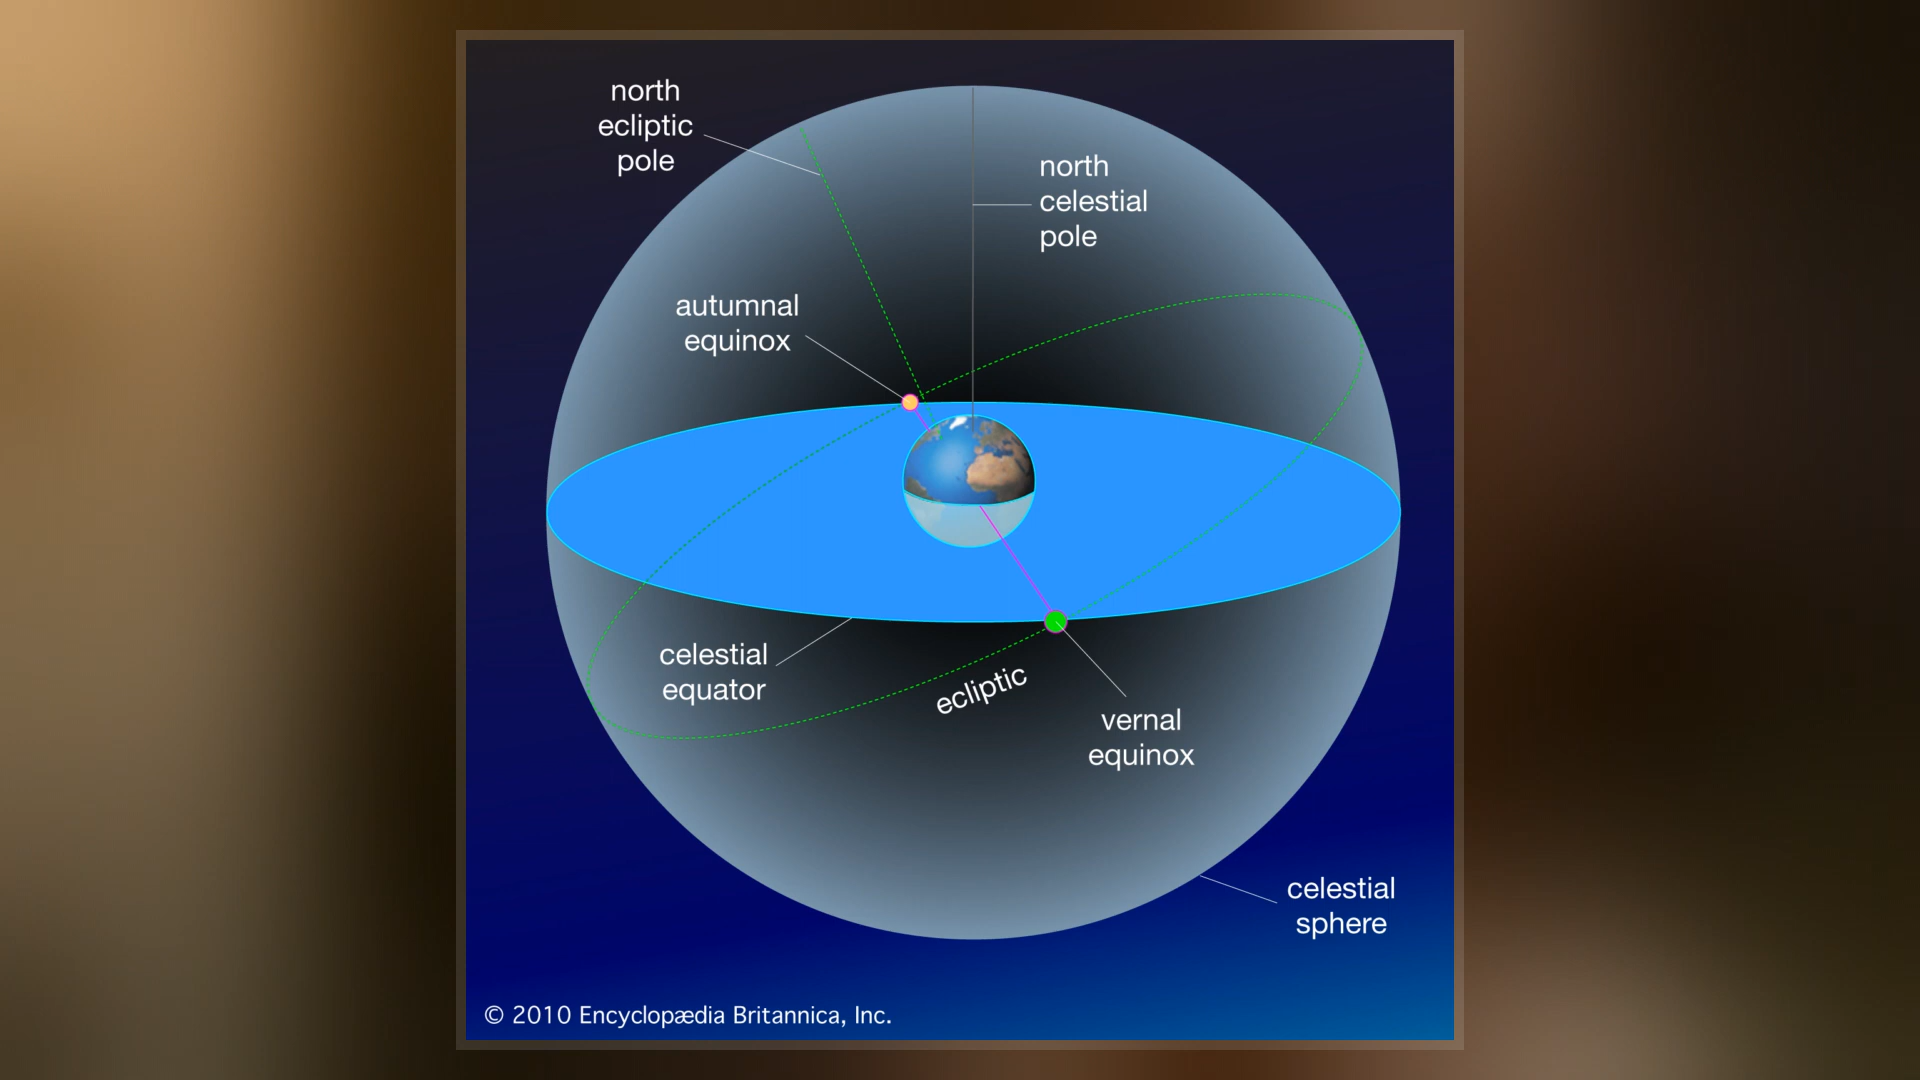 north
ecliptic
pole
north
celestial
pole
autumnal
equinox
celestial
equator
ecliptic
vernal
equinox
celestial
sphere
© 2010 Encyclopædia Britannica, Inc.